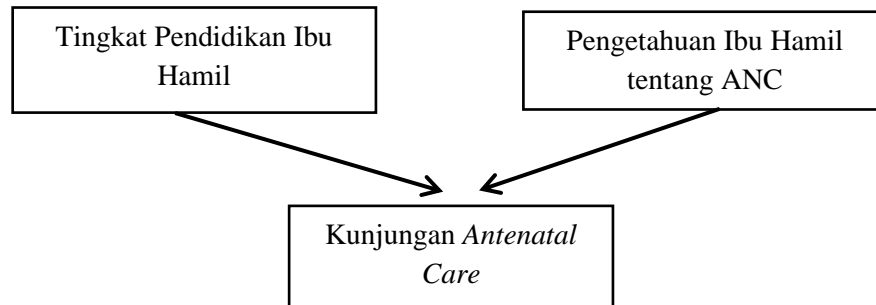 Tingkat Pendidikan Ibu
Hamil
Pengetahuan Ibu Hamil
tentang ANC
Kunjungan Antenatal
Care